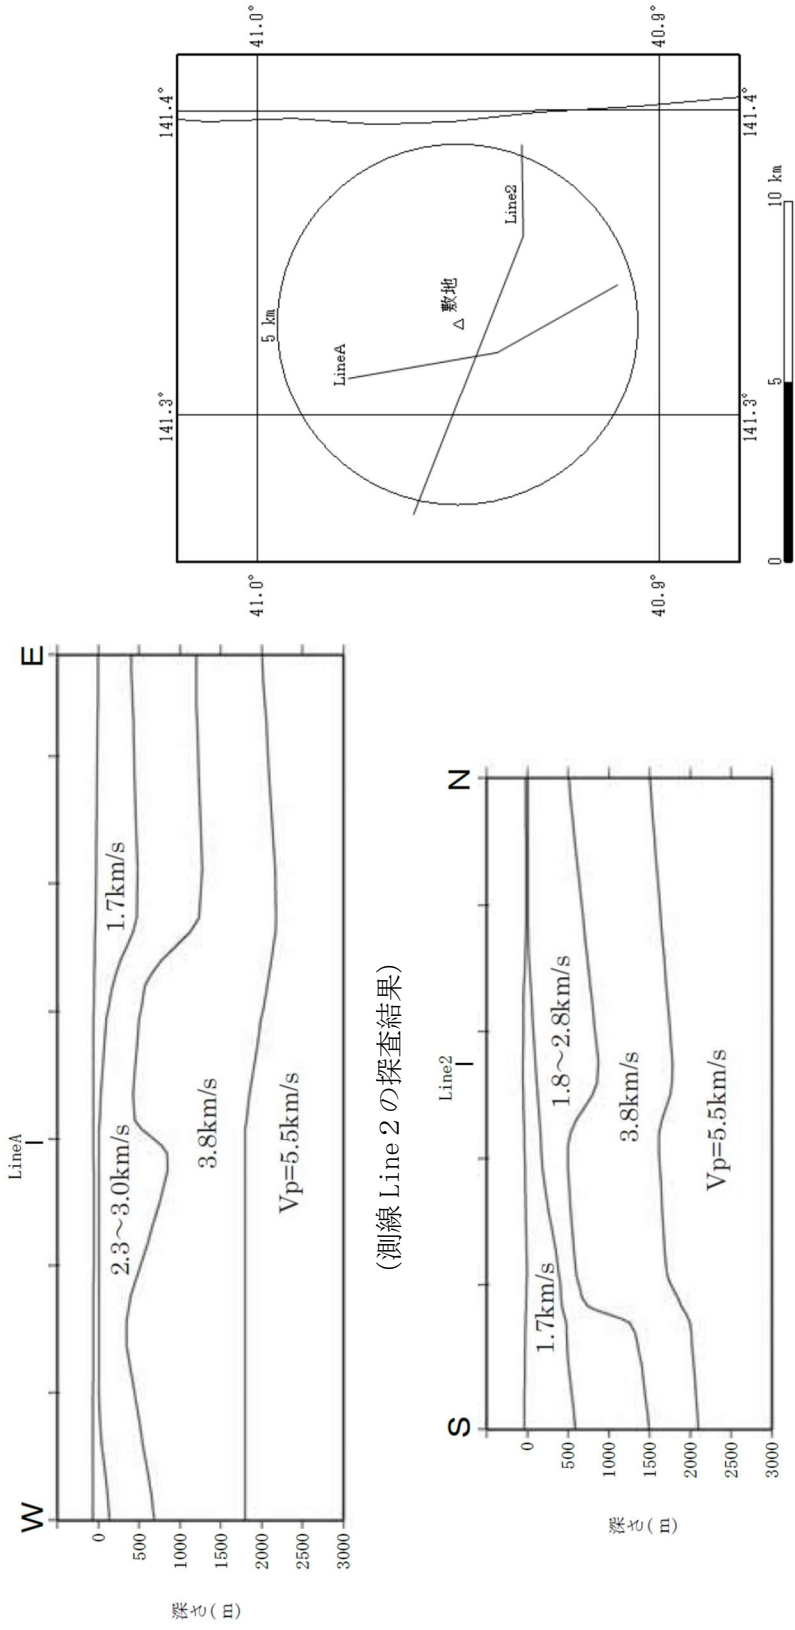 LineA
W
E
深さ( m)
0
500
1000
1500
2000
2500
3000
2.3～3.0km/s
1.7km/s
3.8km/s
Vp=5.5km/s
(測線 Line 2 の探査結果)
Line2
S
N
深さ( m)
0
500
1000
1500
2000
2500
3000
1.7km/s
1.8～2.8km/s
3.8km/s
Vp=5.5km/s
141.3°
141.4°
41.0°
41.0°
5 km
LineA
敷地
Line2
40.9°
40.9°
141.3°
141.4°
0
5
10 km